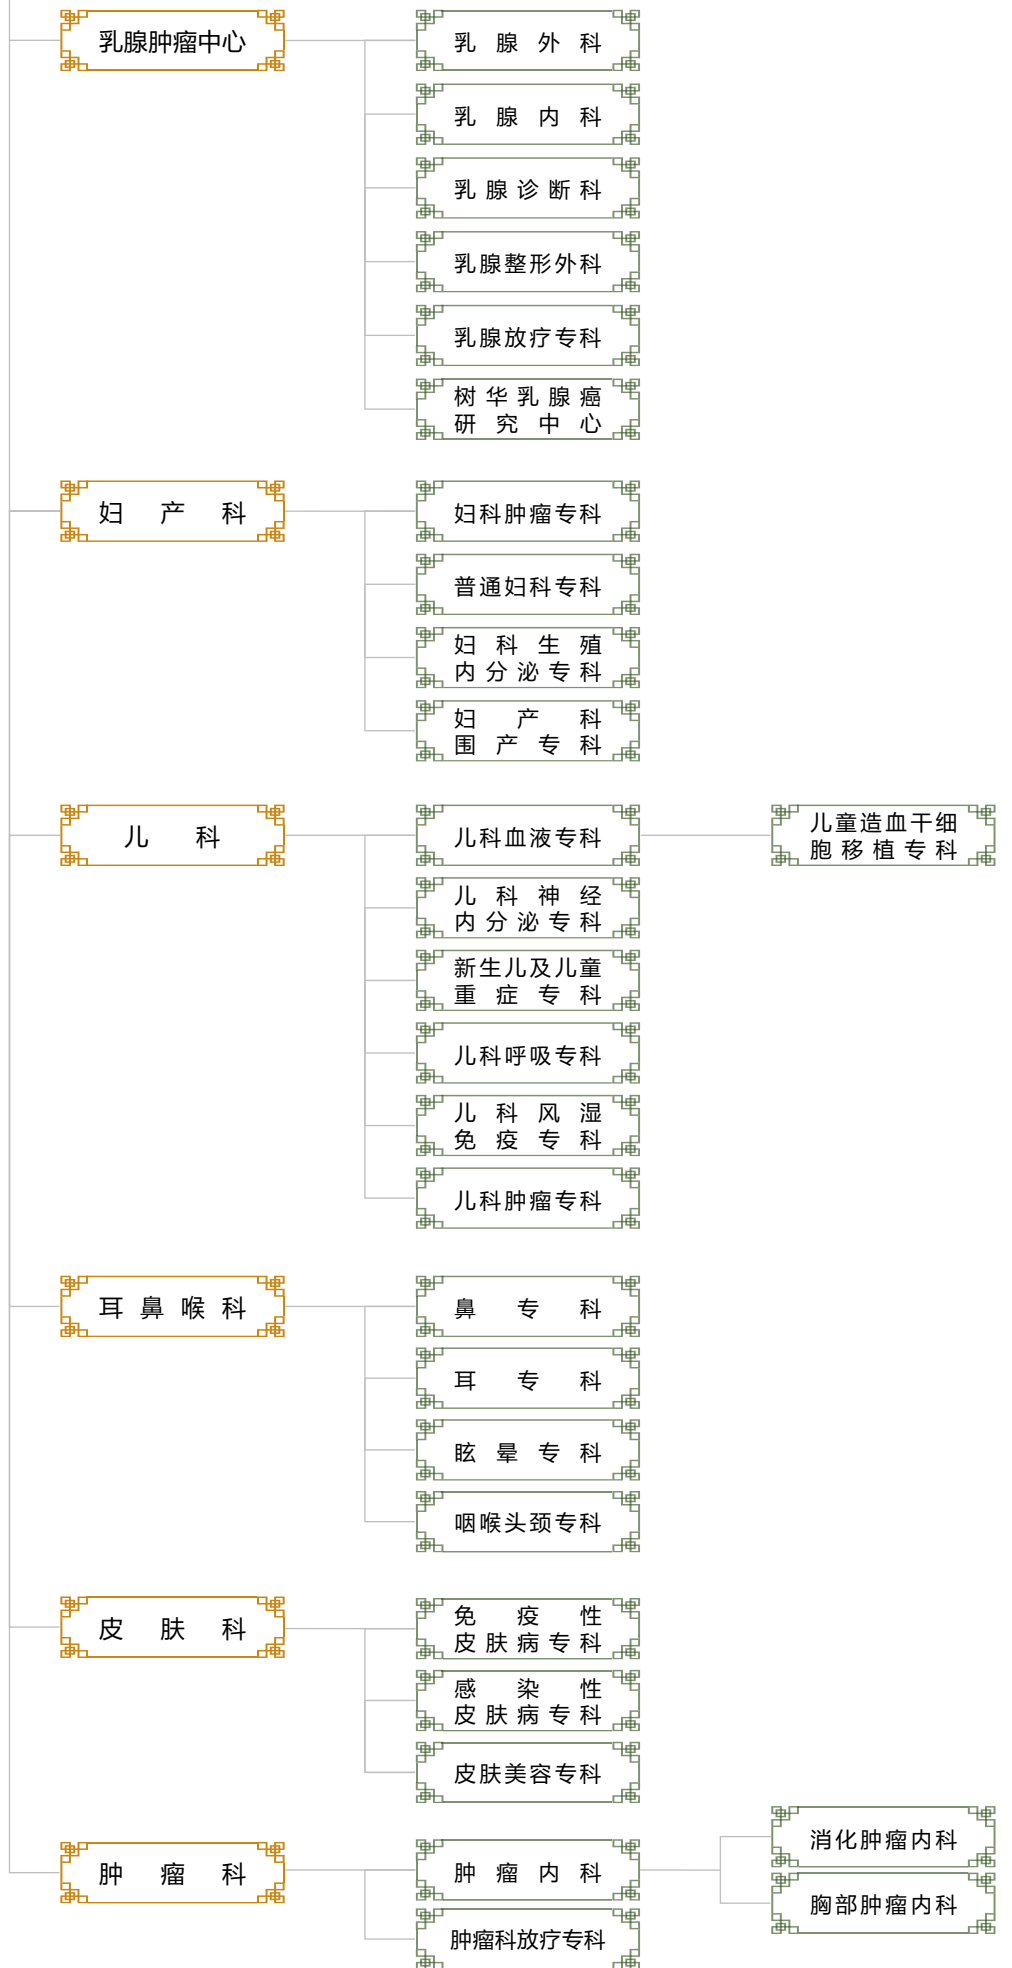 乳腺肿瘤中心
乳腺外科
乳腺内科
乳腺诊断科
乳腺整形外科
乳腺放疗专科
树华乳腺癌
研究中心
妇产科
妇科肿瘤专科
普通妇科专科
妇科生殖
内分泌专科
妇产科
围产专科
儿科
儿科血液专科
儿童造血干细
胞移植专科
儿科神经
内分泌专科
新生儿及儿童
重症专科
儿科呼吸专科
儿科风湿
免疫专科
儿科肿瘤专科
耳鼻喉科
鼻专科
耳专科
眩晕专科
咽喉头颈专科
皮肤科
免疫性
皮肤病专科
感染性
皮肤病专科
皮肤美容专科
肿瘤科
肿瘤内科
消化肿瘤内科
胸部肿瘤内科
肿瘤科放疗专科